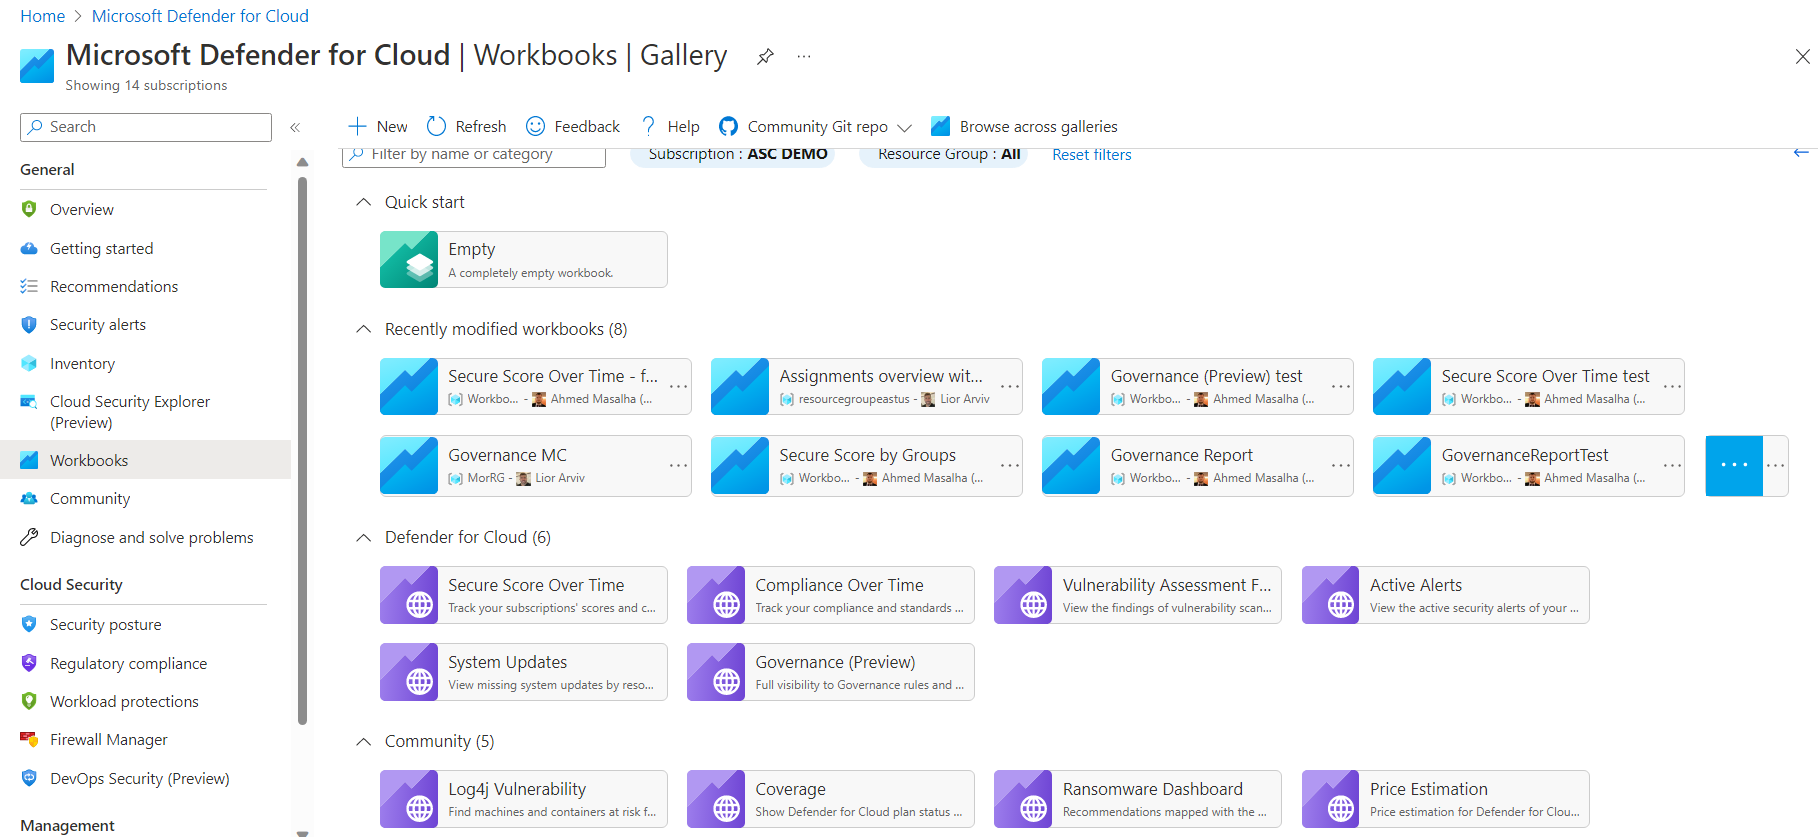 Home > Microsoft Defender for Cloud
Microsoft Defender for Cloud | Workbooks | Gallery ...
Showing 14 subscriptions
Search «
New Refresh Feedback Help Community Git repo Browse across galleries
Filter by name or category Subscription : ASC DEMO Resource Group : All Reset filters
General
Overview
Getting started
Recommendations
Security alerts
Inventory
Cloud Security Explorer
(Preview)
Workbooks
Community
Diagnose and solve problems
Cloud Security
Security posture
Regulatory compliance
Workload protections
Firewall Manager
DevOps Security (Preview)
Management
Quick start
Empty
A completely empty workbook.
Recently modified workbooks (8)
Secure Score Over Time - f... ...
Workbo... - Ahmed Masalha (...
Assignments overview wit... ...
resourcegroupeastus - Lior Arviv
Governance (Preview) test ...
Workbo... - Ahmed Masalha (...
Secure Score Over Time test ...
Workbo... - Ahmed Masalha (...
Governance MC ...
MorRG - Lior Arviv
Secure Score by Groups ...
Workbo... - Ahmed Masalha (...
Governance Report ...
Workbo... - Ahmed Masalha (...
GovernanceReportTest ...
Workbo... - Ahmed Masalha (...
... ...
Defender for Cloud (6)
Secure Score Over Time
Track your subscriptions' scores and c...
Compliance Over Time
Track your compliance and standards ...
Vulnerability Assessment F...
View the findings of vulnerability scan...
Active Alerts
View the active security alerts of your ...
System Updates
View missing system updates by reso...
Governance (Preview)
Full visibility to Governance rules and ...
Community (5)
Log4j Vulnerability
Find machines and containers at risk f...
Coverage
Show Defender for Cloud plan status ...
Ransomware Dashboard
Recommendations mapped with the ...
Price Estimation
Price estimation for Defender for Clou...